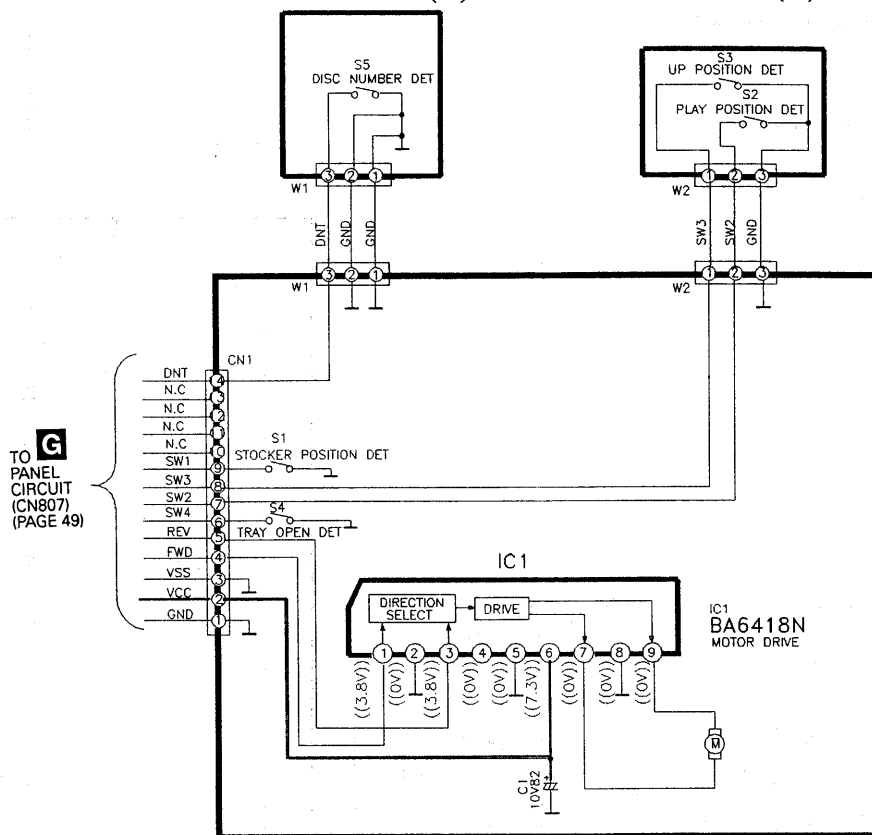 S5
DISC NUMBER DET
S3
UP POSITION DET
S2
PLAY POSITION DET
3 2 1
W1
1 2 3
W2
DNT
GND
GND
SW3
SW2
GND
3 2 1
W1
1 2 3
W2
CN1
DNT
N.C
N.C
N.C
N.C
SW1
SW3
SW2
SW4
REV
FWD
VSS
VCC
GND
9
8
7
6
5
4
3
2
1
TO G
PANEL
CIRCUIT
(CN807)
(PAGE 49)
S1
STOCKER POSITION DET
S4
TRAY OPEN DET
IC1
DIRECTION
SELECT
DRIVE
IC1
BA6418N
MOTOR DRIVE
1 2 3 4 5 6 7 8 9
((3.8V))
((0V))
((3.8V))
((0V))
((0V))
((7.3V))
((0V))
((0V))
((0V))
M
C1
10V82
+